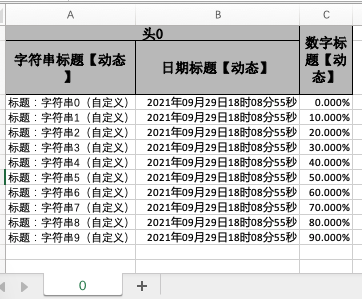 A B C
头0
字符串标题【动态
】
日期标题【动态】
数字标
题【动
态】
标题：字符串0（自定义） 2021年09月29日18时08分55秒 0.000%
标题：字符串1（自定义） 2021年09月29日18时08分55秒 10.000%
标题：字符串2（自定义） 2021年09月29日18时08分55秒 20.000%
标题：字符串3（自定义） 2021年09月29日18时08分55秒 30.000%
标题：字符串4（自定义） 2021年09月29日18时08分55秒 40.000%
标题：字符串5（自定义） 2021年09月29日18时08分55秒 50.000%
标题：字符串6（自定义） 2021年09月29日18时08分55秒 60.000%
标题：字符串7（自定义） 2021年09月29日18时08分55秒 70.000%
标题：字符串8（自定义） 2021年09月29日18时08分55秒 80.000%
标题：字符串9（自定义） 2021年09月29日18时08分55秒 90.000%
0 +